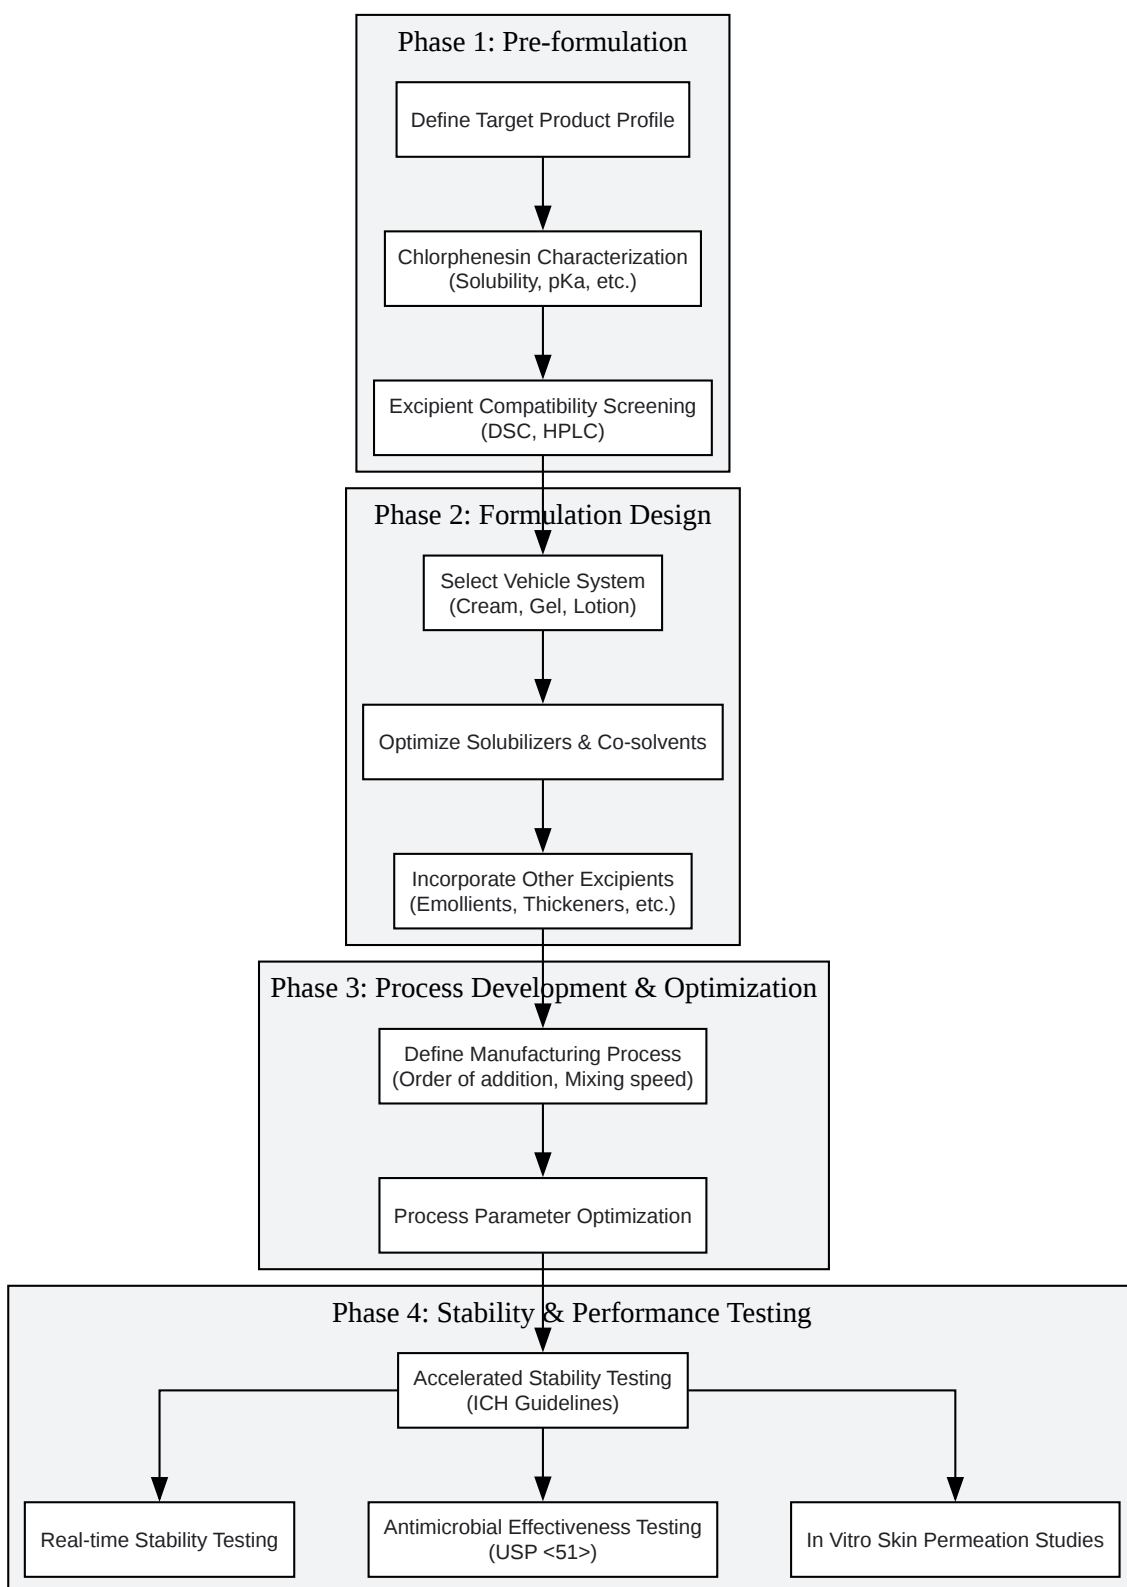 Phase 1: Pre-formulation
Define Target Product Profile
Chlorphenesin Characterization
(Solubility, pKa, etc.)
Excipient Compatibility Screening
(DSC, HPLC)
Phase 2: Formulation Design
Select Vehicle System
(Cream, Gel, Lotion)
Optimize Solubilizers & Co-solvents
Incorporate Other Excipients
(Emollients, Thickeners, etc.)
Phase 3: Process Development & Optimization
Define Manufacturing Process
(Order of addition, Mixing speed)
Process Parameter Optimization
Phase 4: Stability & Performance Testing
Accelerated Stability Testing
(ICH Guidelines)
Real-time Stability Testing
Antimicrobial Effectiveness Testing
(USP <51>)
In Vitro Skin Permeation Studies